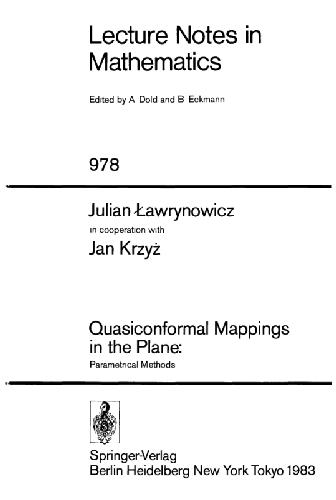 Lecture Notes in
Mathematics
Edited by A. Dold and B. Eckmann
978
Julian Ławrynowicz
in cooperation with
Jan Krzyż
Quasiconformal Mappings
in the Plane:
Parametrical Methods
Springer-Verlag
Berlin Heidelberg New York Tokyo 1983